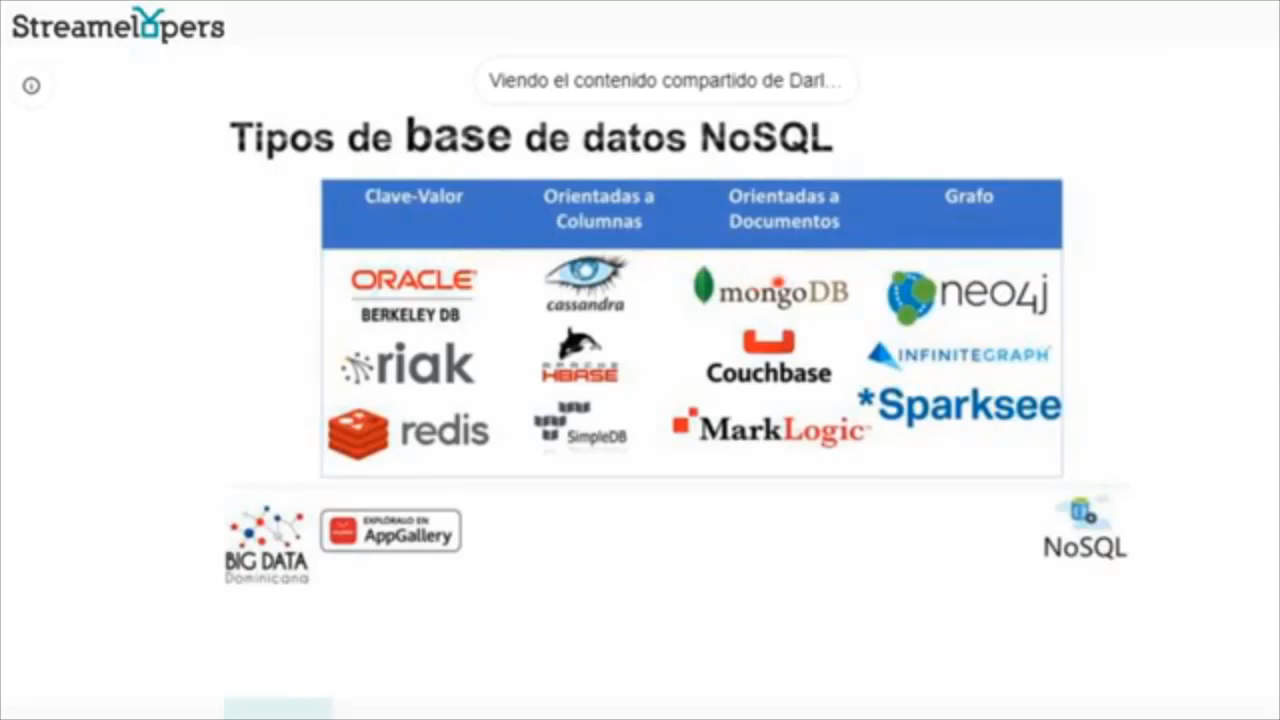 Streamelopers
Viendo el contenido compartido de Darl...
Tipos de base de datos NoSQL
Clave-Valor
Orientadas a
Columnas
Orientadas a
Documentos
Grafo
ORACLE
BERKELEY DB
riak
redis
cassandra
APACHE
HBASE
SimpleDB
mongoDB
Couchbase
MarkLogic™
neo4j
INFINITEGRAPH
*Sparksee
BIG DATA
Dominicana
EXPLÓRALO EN
AppGallery
NoSQL